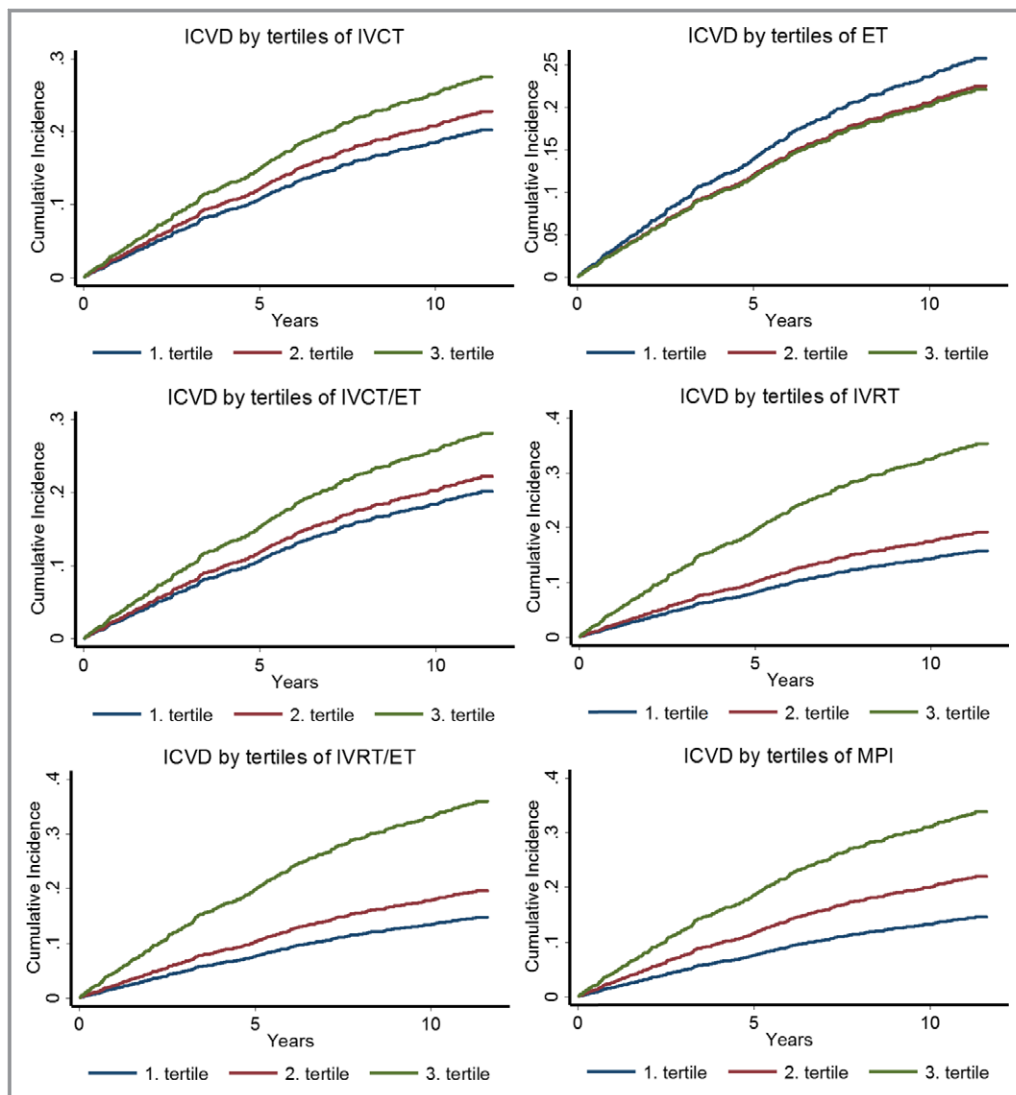 ICVD by tertiles of IVCT
Cumulative Incidence
.3
.2
.1
0
0 5 10
Years
1. tertile 2. tertile 3. tertile
ICVD by tertiles of ET
Cumulative Incidence
.25
.2
.15
.1
.05
0
0 5 10
Years
1. tertile 2. tertile 3. tertile
ICVD by tertiles of IVCT/ET
Cumulative Incidence
.3
.2
.1
0
0 5 10
Years
1. tertile 2. tertile 3. tertile
ICVD by tertiles of IVRT
Cumulative Incidence
.4
.3
.2
.1
0
0 5 10
Years
1. tertile 2. tertile 3. tertile
ICVD by tertiles of IVRT/ET
Cumulative Incidence
.4
.3
.2
.1
0
0 5 10
Years
1. tertile 2. tertile 3. tertile
ICVD by tertiles of MPI
Cumulative Incidence
.4
.3
.2
.1
0
0 5 10
Years
1. tertile 2. tertile 3. tertile